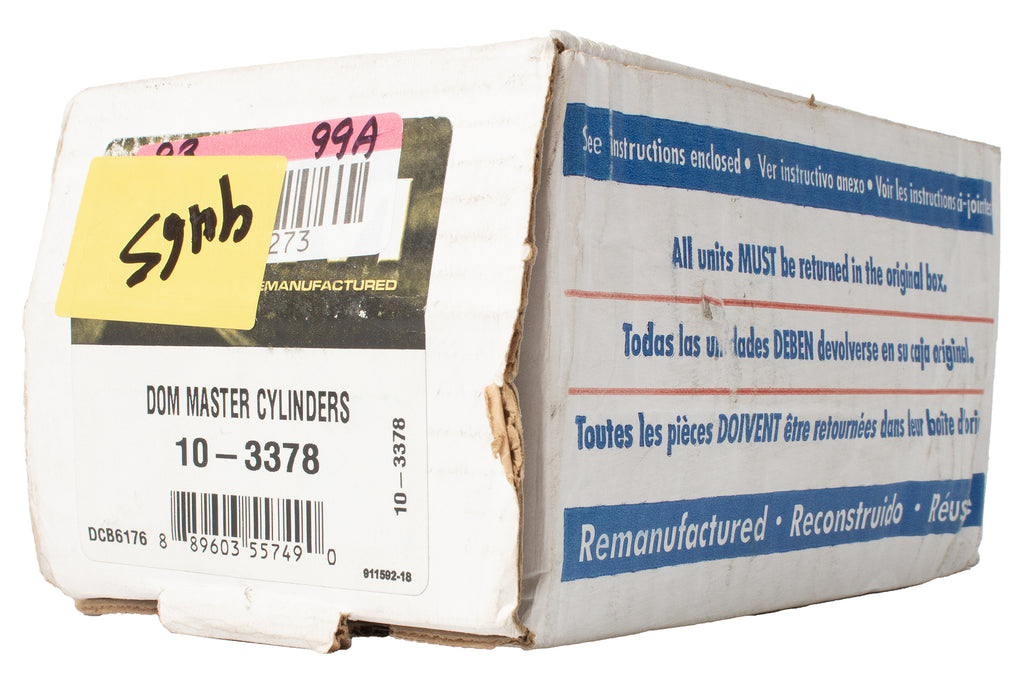 93 99A
273
EMANUFACTURED
DOM MASTER CYLINDERS
10-3378
10-3378
DCB6176 8 89603 55749 0
911592-18
See Instructions enclosed • Ver instructivo anexo • Voir les instructions ci-jointes
All units MUST be returned in the original box.
Todas las dades DEBEN devolverse en su caja original.
Toutes les pièces DOIVENT être retournées dans leur boîte d'ori
Remanufactured • Reconstruido • Réus